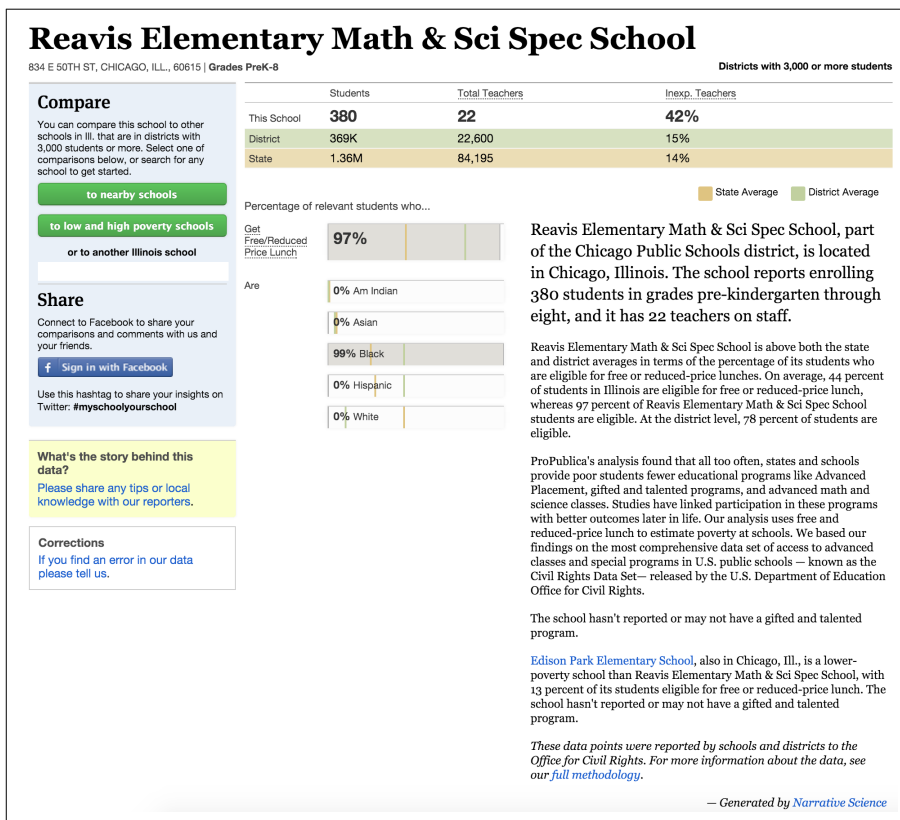 Reavis Elementary Math & Sci Spec School
834 E 50TH ST, CHICAGO, ILL., 60615 | Grades PreK-8
Districts with 3,000 or more students
Compare
You can compare this school to other
schools in Ill. that are in districts with
3,000 students or more. Select one of
comparisons below, or search for any
school to get started.
to nearby schools
to low and high poverty schools
or to another Illinois school
Share
Connect to Facebook to share your
comparisons and comments with us and
your friends.
f Sign in with Facebook
Use this hashtag to share your insights on
Twitter: #myschoolyourschool
What's the story behind this
data?
Please share any tips or local
knowledge with our reporters.
Corrections
If you find an error in our data
please tell us.
Students Total Teachers Inexp. Teachers
This School 380 22 42%
District 369K 22,600 15%
State 1.36M 84,195 14%
State Average District Average
Percentage of relevant students who...
Get
Free/Reduced
Price Lunch
97%
Are
0% Am Indian
0% Asian
99% Black
0% Hispanic
0% White
Reavis Elementary Math & Sci Spec School, part
of the Chicago Public Schools district, is located
in Chicago, Illinois. The school reports enrolling
380 students in grades pre-kindergarten through
eight, and it has 22 teachers on staff.
Reavis Elementary Math & Sci Spec School is above both the state
and district averages in terms of the percentage of its students who
are eligible for free or reduced-price lunches. On average, 44 percent
of students in Illinois are eligible for free or reduced-price lunch,
whereas 97 percent of Reavis Elementary Math & Sci Spec School
students are eligible. At the district level, 78 percent of students are
eligible.
ProPublica's analysis found that all too often, states and schools
provide poor students fewer educational programs like Advanced
Placement, gifted and talented programs, and advanced math and
science classes. Studies have linked participation in these programs
with better outcomes later in life. Our analysis uses free and
reduced-price lunch to estimate poverty at schools. We based our
findings on the most comprehensive data set of access to advanced
classes and special programs in U.S. public schools — known as the
Civil Rights Data Set— released by the U.S. Department of Education
Office for Civil Rights.
The school hasn't reported or may not have a gifted and talented
program.
Edison Park Elementary School, also in Chicago, Ill., is a lower-
poverty school than Reavis Elementary Math & Sci Spec School, with
13 percent of its students eligible for free or reduced-price lunch. The
school hasn't reported or may not have a gifted and talented
program.
These data points were reported by schools and districts to the
Office for Civil Rights. For more information about the data, see
our full methodology.
— Generated by Narrative Science